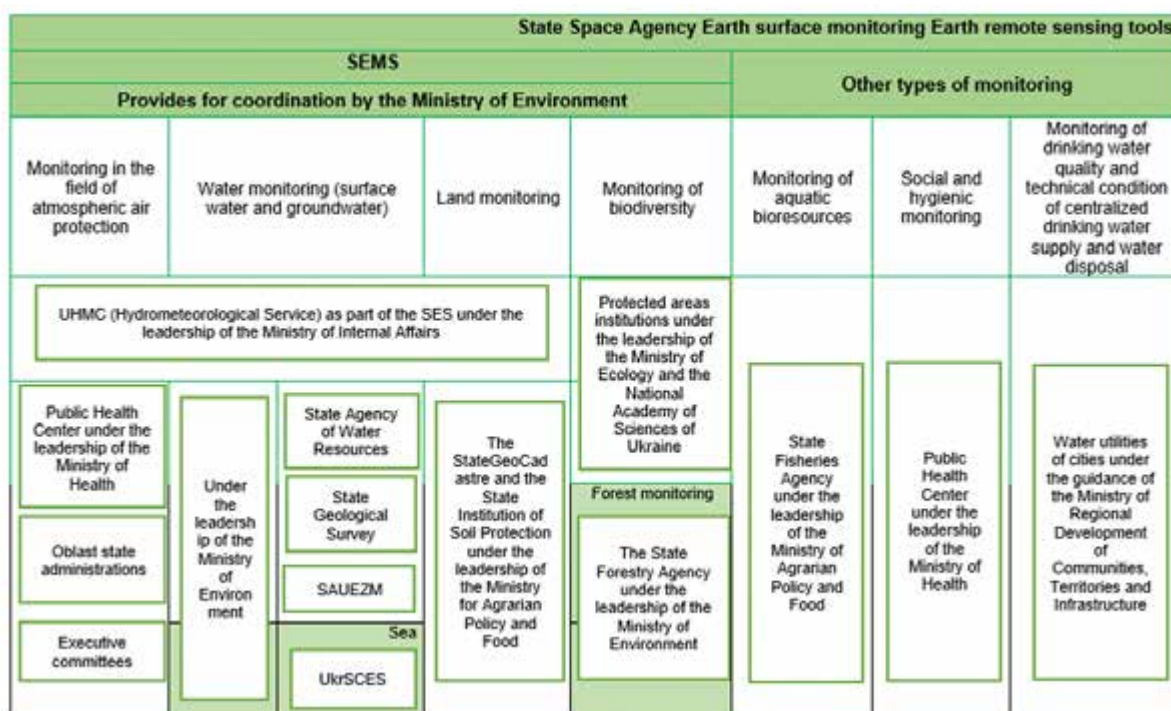 State Space Agency Earth surface monitoring Earth remote sensing tools
SEMS
Provides for coordination by the Ministry of Environment
Other types of monitoring
Monitoring in the
field of
atmospheric air
protection
Water monitoring (surface
water and groundwater)
Land monitoring
Monitoring of
biodiversity
Monitoring of
aquatic
bioresources
Social and
hygienic
monitoring
Monitoring of
drinking water
quality and
technical condition
of centralized
drinking water
supply and water
disposal
UHMC (Hydrometeorological Service) as part of the SES under the
leadership of the Ministry of Internal Affairs
Protected areas
institutions under
the leadership of
the Ministry of
Ecology and the
National
Academy of
Sciences of
Ukraine
Public Health
Center under the
leadership of the
Ministry of
Health
Oblast state
administrations
Executive
committees
Under
the
leadersh
ip of the
Ministry
of
Environ
ment
State Agency
of Water
Resources
State
Geological
Survey
SAUEZM
Sea
UkrSCES
The
StateGeoCad
astre and the
State
Institution of
Soil Protection
under the
leadership of
the Ministry
for Agrarian
Policy and
Food
Forest monitoring
The State
Forestry Agency
under the
leadership of the
Ministry of
Environment
State
Fisheries
Agency
under the
leadership
of the
Ministry of
Agrarian
Policy and
Food
Public
Health
Center
under the
leadership
of the
Ministry of
Health
Water utilities
of cities under
the guidance of
the Ministry of
Regional
Development
of
Communities,
Territories and
Infrastructure